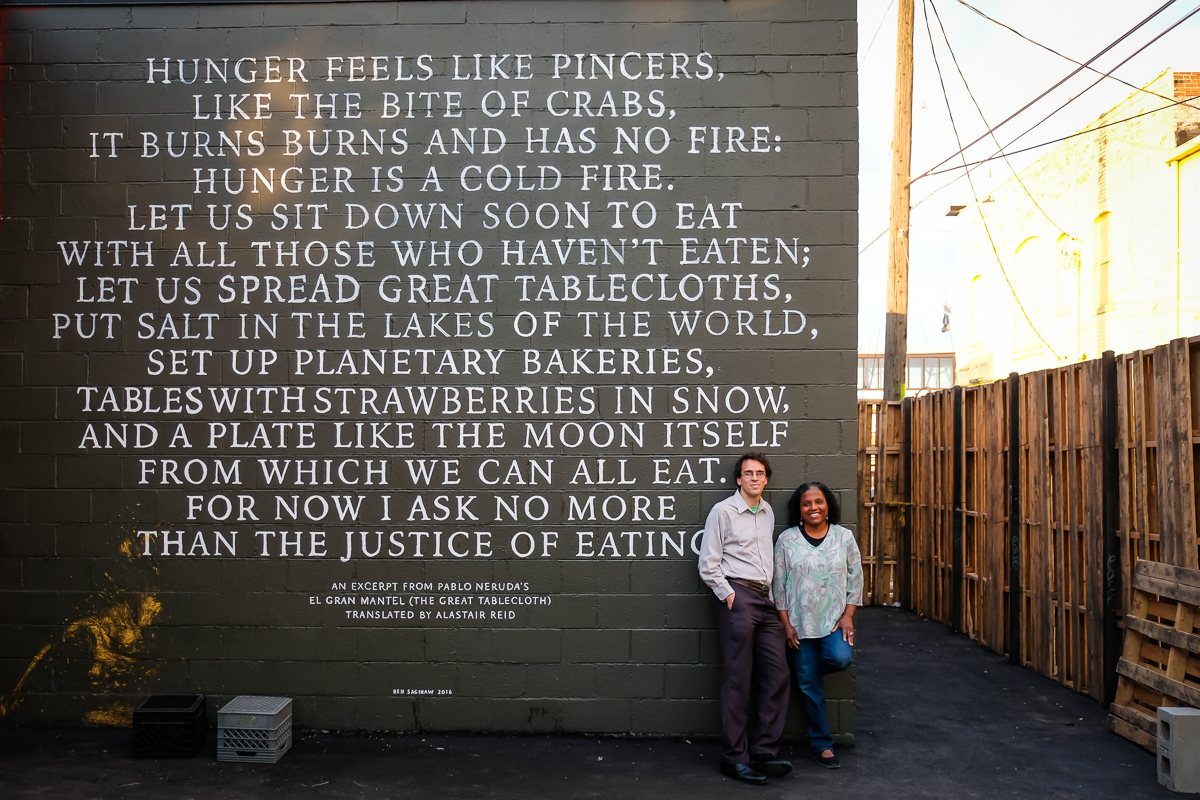 HUNGER FEELS LIKE PINCERS,
LIKE THE BITE OF CRABS,
IT BURNS BURNS AND HAS NO FIRE:
HUNGER IS A COLD FIRE.
LET US SIT DOWN SOON TO EAT
WITH ALL THOSE WHO HAVEN'T EATEN;
LET US SPREAD GREAT TABLECLOTHS,
PUT SALT IN THE LAKES OF THE WORLD,
SET UP PLANETARY BAKERIES,
TABLES WITH STRAWBERRIES IN SNOW,
AND A PLATE LIKE THE MOON ITSELF
FROM WHICH WE CAN ALL EAT.
FOR NOW I ASK NO MORE
THAN THE JUSTICE OF EATING
AN EXCERPT FROM PABLO NERUDA'S
EL GRAN MANTEL (THE GREAT TABLECLOTH)
TRANSLATED BY ALASTAIR REID
BEN SAGINAW 2016